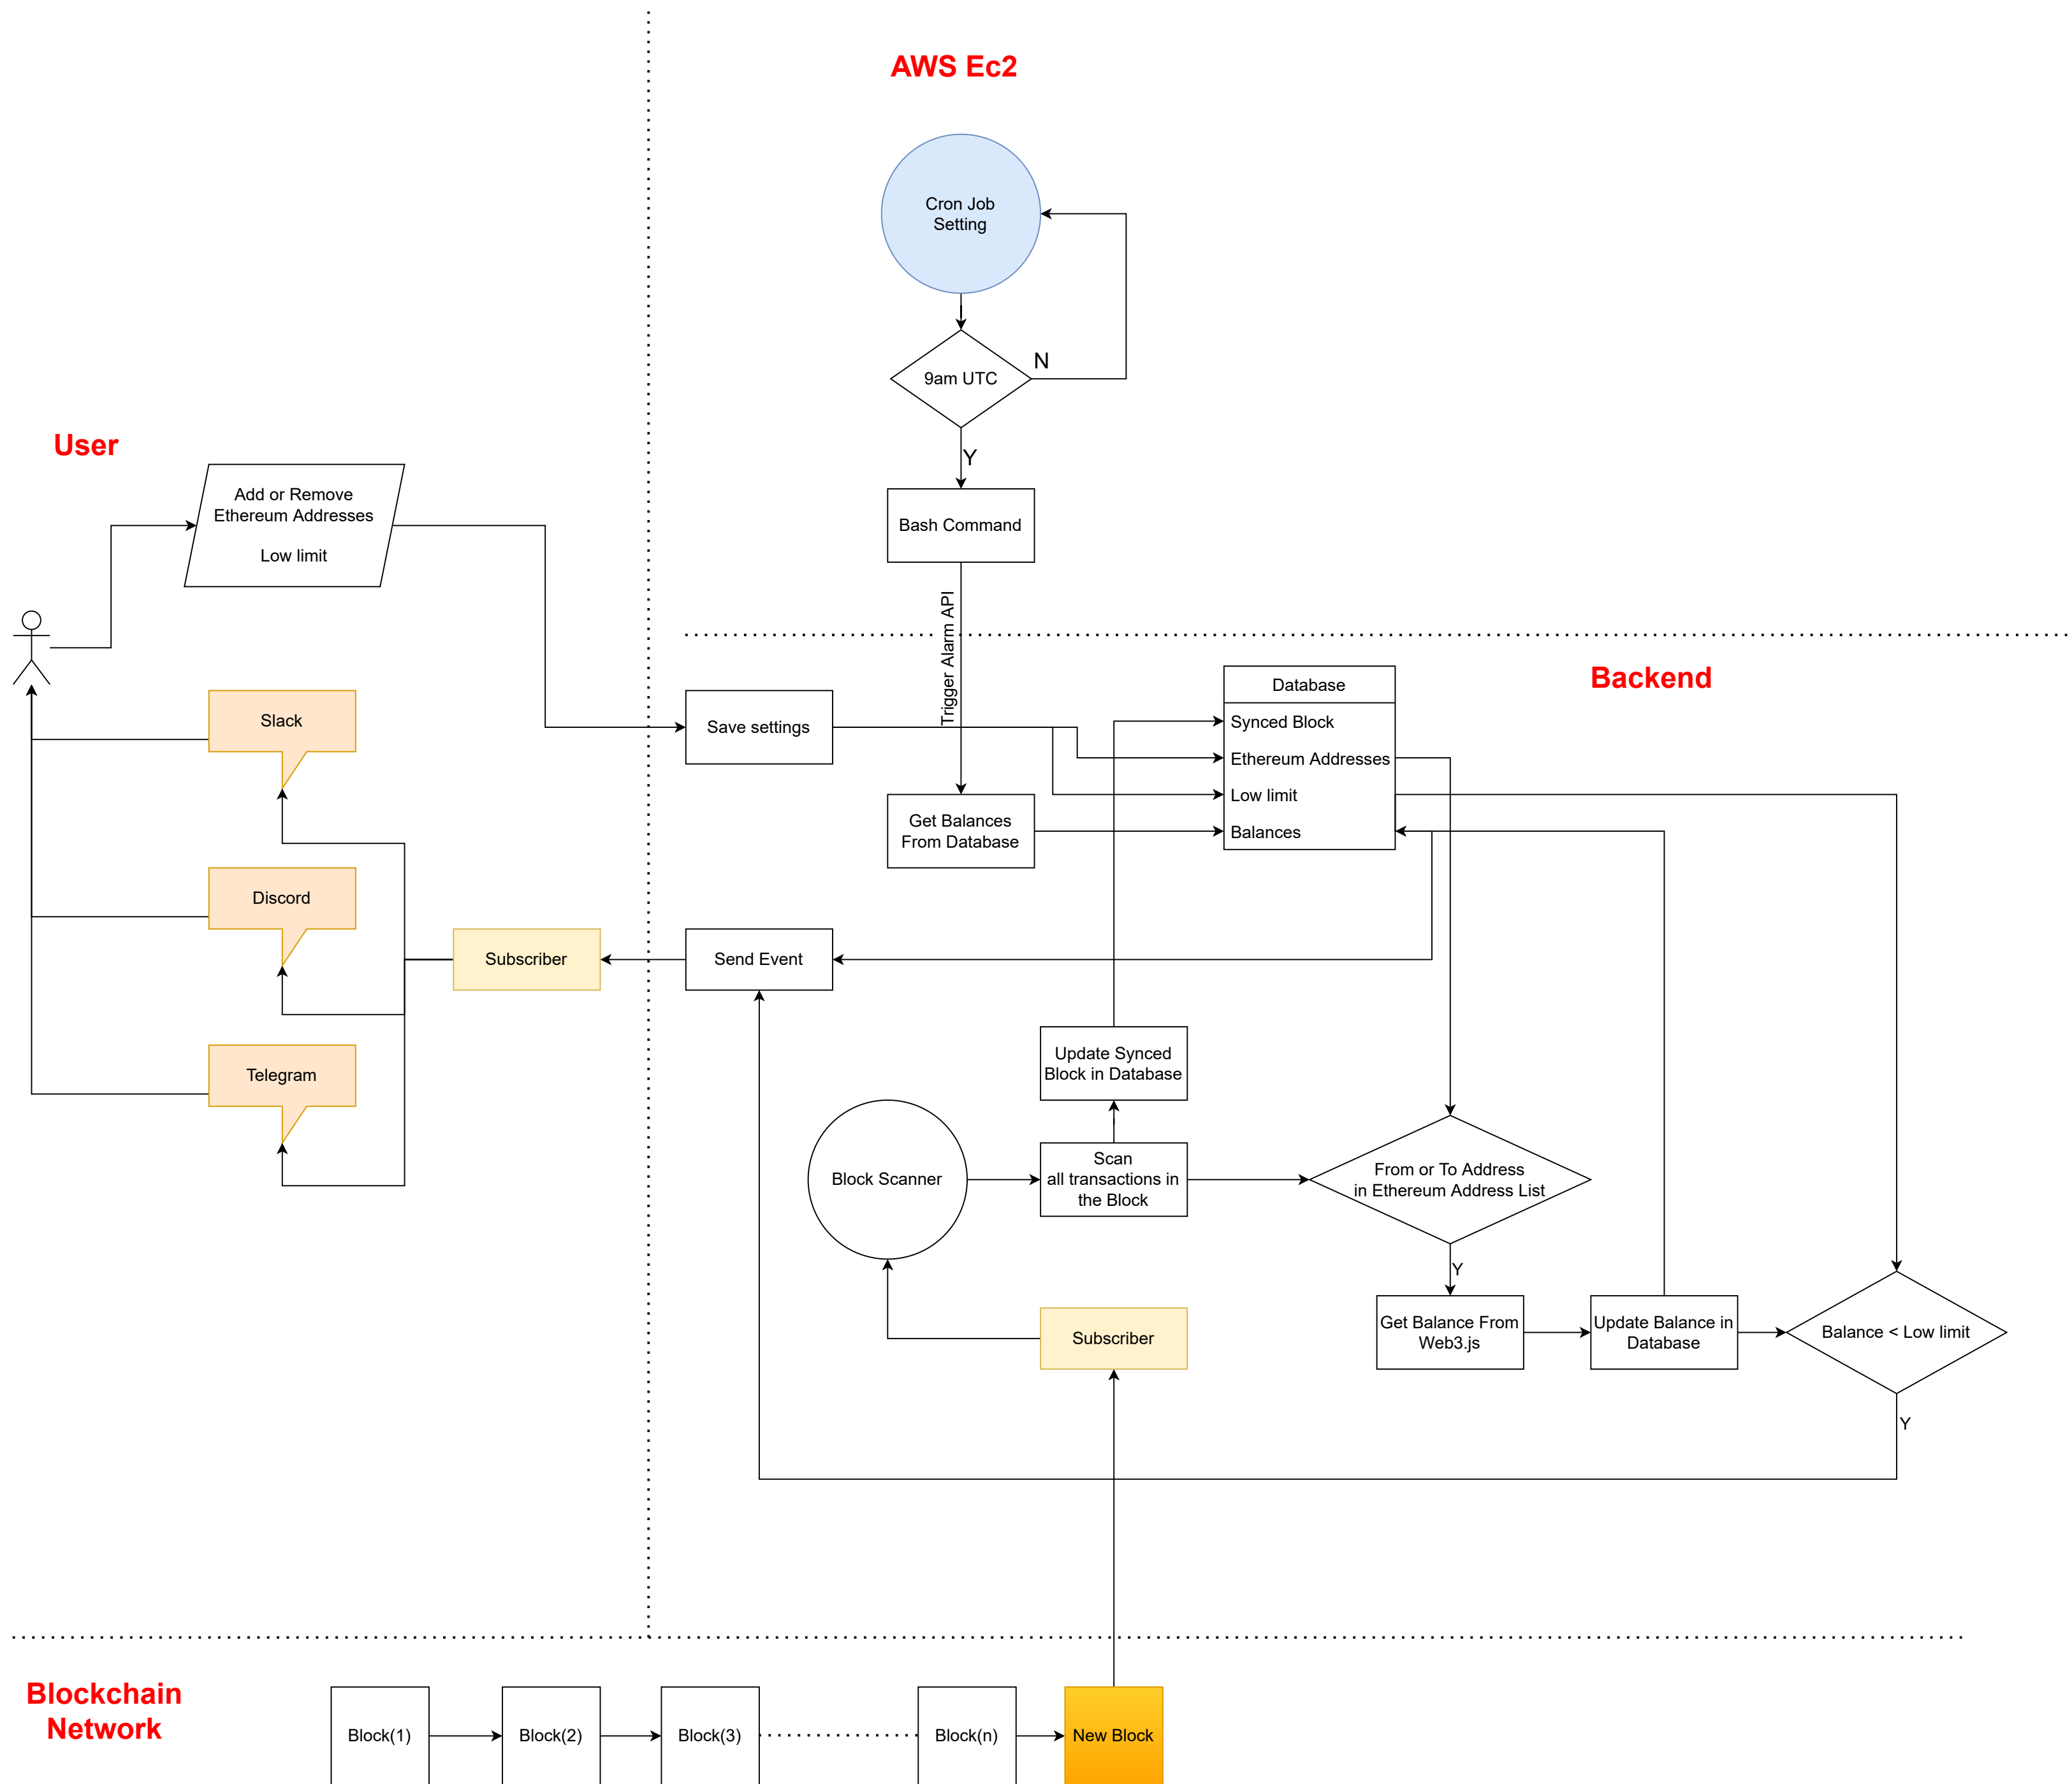 AWS Ec2
Cron Job
Setting
9am UTC
N
Y
Bash Command
Trigger Alarm API
User
Add or Remove
Ethereum Addresses
Low limit
Slack
Discord
Telegram
Subscriber
Backend
Save settings
Get Balances
From Database
Database
Synced Block
Ethereum Addresses
Low limit
Balances
Send Event
Update Synced
Block in Database
Block Scanner
Scan
all transactions in
the Block
From or To Address
in Ethereum Address List
Y
Subscriber
Get Balance From
Web3.js
Update Balance in
Database
Balance < Low limit
Y
Blockchain
Network
Block(1)
Block(2)
Block(3)
Block(n)
New Block